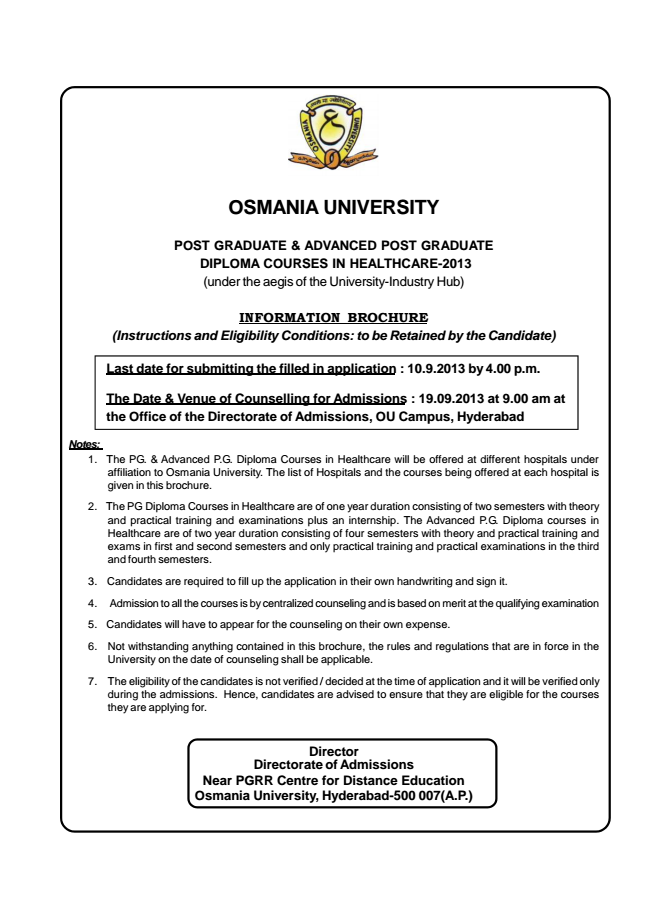 OSMANIA
UNIVERSITY
OSMANIA UNIVERSITY
POST GRADUATE & ADVANCED POST GRADUATE
DIPLOMA COURSES IN HEALTHCARE-2013
(under the aegis of the University-Industry Hub)
INFORMATION BROCHURE
(Instructions and Eligibility Conditions: to be Retained by the Candidate)
Last date for submitting the filled in application : 10.9.2013 by 4.00 p.m.
The Date & Venue of Counselling for Admissions : 19.09.2013 at 9.00 am at
the Office of the Directorate of Admissions, OU Campus, Hyderabad
Notes:
1. The PG. & Advanced P.G. Diploma Courses in Healthcare will be offered at different hospitals under
affiliation to Osmania University. The list of Hospitals and the courses being offered at each hospital is
given in this brochure.
2. The PG Diploma Courses in Healthcare are of one year duration consisting of two semesters with theory
and practical training and examinations plus an internship. The Advanced P.G. Diploma courses in
Healthcare are of two year duration consisting of four semesters with theory and practical training and
exams in first and second semesters and only practical training and practical examinations in the third
and fourth semesters.
3. Candidates are required to fill up the application in their own handwriting and sign it.
4. Admission to all the courses is by centralized counseling and is based on merit at the qualifying examination
5. Candidates will have to appear for the counseling on their own expense.
6. Not withstanding anything contained in this brochure, the rules and regulations that are in force in the
University on the date of counseling shall be applicable.
7. The eligibility of the candidates is not verified / decided at the time of application and it will be verified only
during the admissions. Hence, candidates are advised to ensure that they are eligible for the courses
they are applying for.
Director
Directorate of Admissions
Near PGRR Centre for Distance Education
Osmania University, Hyderabad-500 007(A.P.)